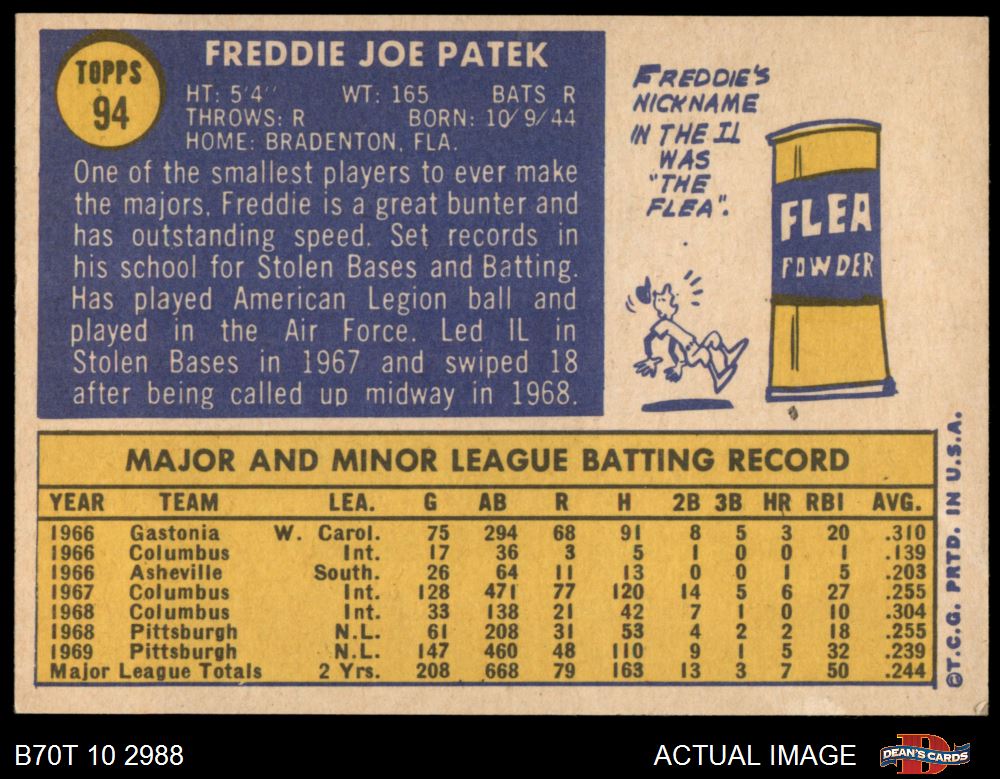 TOPPS
94
FREDDIE JOE PATEK
HT: 5'4" WT: 165 BATS R
THROWS: R BORN: 10/9/44
HOME: BRADENTON, FLA.
One of the smallest players to ever make
the majors, Freddie is a great bunter and
has outstanding speed. Set records in
his school for Stolen Bases and Batting.
Has played American Legion ball and
played in the Air Force. Led IL in
Stolen Bases in 1967 and swiped 18
after being called up midway in 1968.
FREDDIE'S
NICKNAME
IN THE IL
WAS
"THE
FLEA".
FLEA
POWDER
MAJOR AND MINOR LEAGUE BATTING RECORD
YEAR TEAM LEA. G AB R H 2B 3B HR RBI AVG.
1966 Gastonia W. Carol. 75 294 68 91 8 5 3 20 .310
1966 Columbus Int. 17 36 3 5 1 0 0 1 .139
1966 Asheville South. 26 64 11 13 0 0 1 5 .203
1967 Columbus Int. 128 471 77 120 14 5 6 27 .255
1968 Columbus Int. 33 138 21 42 7 1 0 10 .304
1968 Pittsburgh N.L. 61 208 31 53 4 2 2 18 .255
1969 Pittsburgh N.L. 147 460 48 110 9 1 5 32 .239
Major League Totals 2 Yrs. 208 668 79 163 13 3 7 50 .244
©T.C.G. PRTD. IN U.S.A.
B70T 10 2988
ACTUAL IMAGE
DEAN'S CARDS